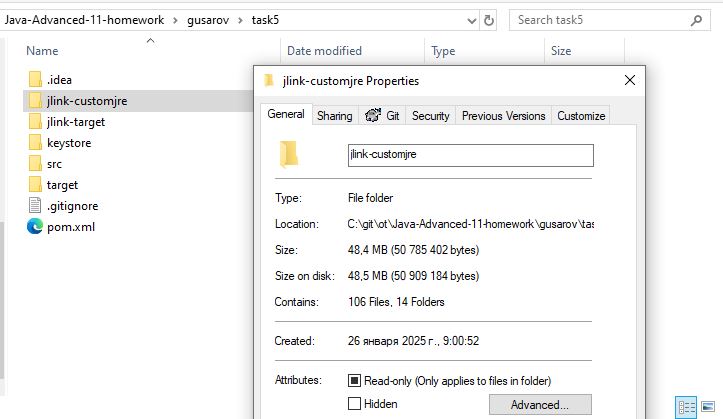 Java-Advanced-11-homework > gusarov > task5
Search task5
Name
Date modified
Type
Size
.idea
jlink-customjre
jlink-target
keystore
src
target
.gitignore
pom.xml
jlink-customjre Properties
General
Sharing
Git
Security
Previous Versions
Customize
jlink-customjre
Type:
File folder
Location:
C:\git\ot\Java-Advanced-11-homework\gusarov\tas
Size:
48,4 MB (50 785 402 bytes)
Size on disk:
48,5 MB (50 909 184 bytes)
Contains:
106 Files, 14 Folders
Created:
26 января 2025 г., 9:00:52
Attributes:
Read-only (Only applies to files in folder)
Hidden
Advanced...